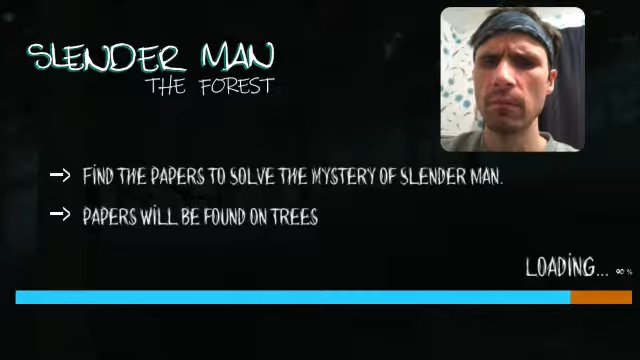 SLENDER MAN
THE FOREST
→ FIND THE PAPERS TO SOLVE THE MYSTERY OF SLENDER MAN.
→ PAPERS WILL BE FOUND ON TREES
LOADING... 90 %